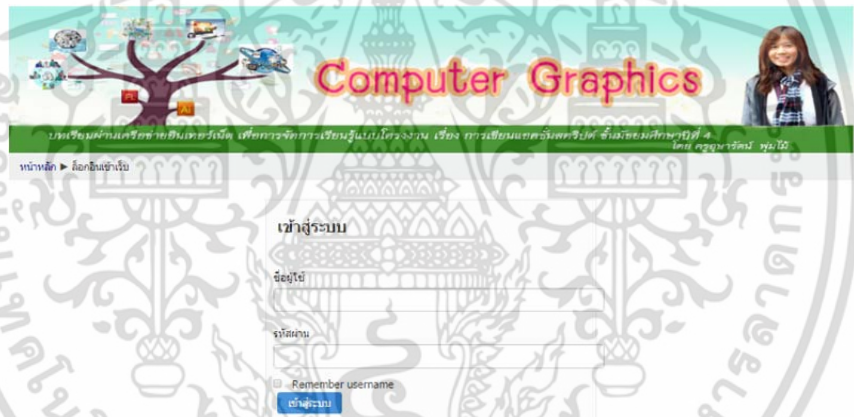 Computer Graphics
บทเรียนผ่านเครือข่ายอินเทอร์เน็ต เพื่อการจัดการเรียนรู้แบบโครงงาน เรื่อง การเขียนแอคชั่นสคริปต์ ชั้นมัธยมศึกษาปีที่ 4
โดย ครูอุษารัตน์ พุ่มไม้
หน้าหลัก ► ล็อกอินเข้าเว็บ
เข้าสู่ระบบ
ชื่อผู้ใช้
รหัสผ่าน
Remember username
เข้าสู่ระบบ